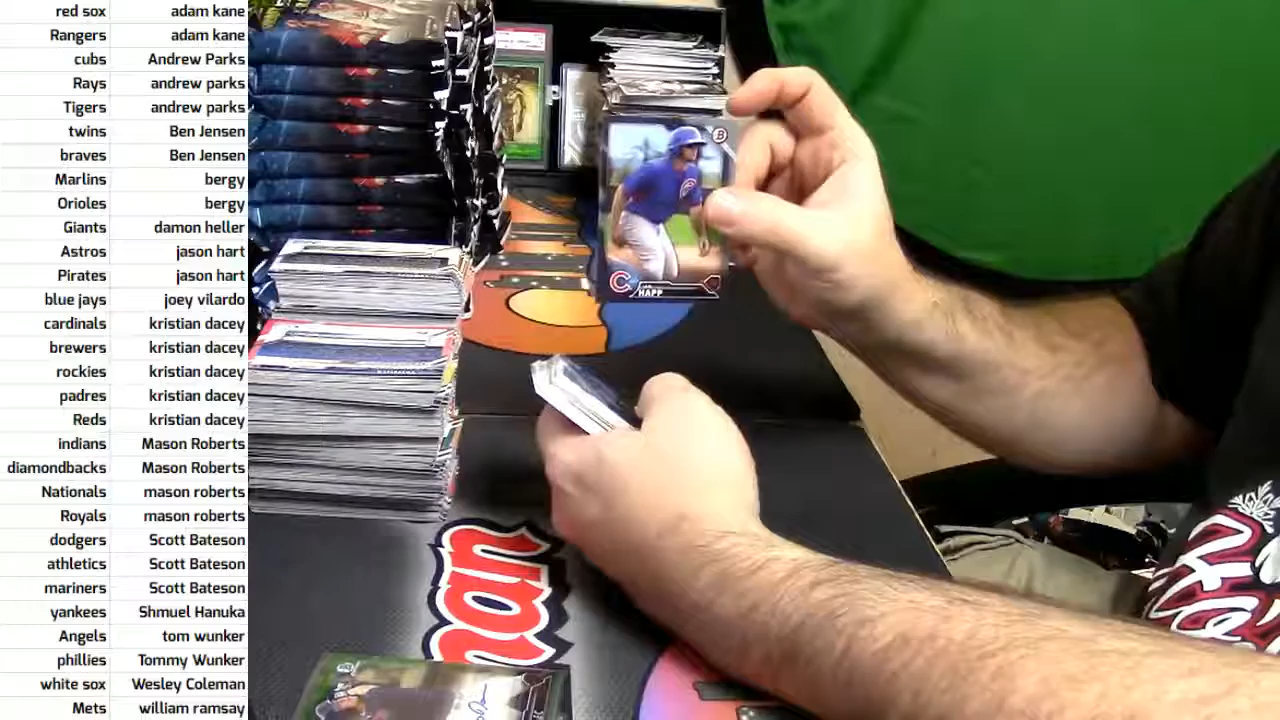 red sox adam kane
Rangers adam kane
cubs Andrew Parks
Rays andrew parks
Tigers andrew parks
twins Ben Jensen
braves Ben Jensen
Marlins bergy
Orioles bergy
Giants damon heller
Astros jason hart
Pirates jason hart
blue jays joey vilardo
cardinals kristian dacey
brewers kristian dacey
rockies kristian dacey
padres kristian dacey
Reds kristian dacey
indians Mason Roberts
diamondbacks Mason Roberts
Nationals mason roberts
Royals mason roberts
dodgers Scott Bateson
athletics Scott Bateson
mariners Scott Bateson
yankees Shmuel Hanuka
Angels tom wunker
phillies Tommy Wunker
white sox Wesley Coleman
Mets william ramsay
B
C
IAN
HAPP